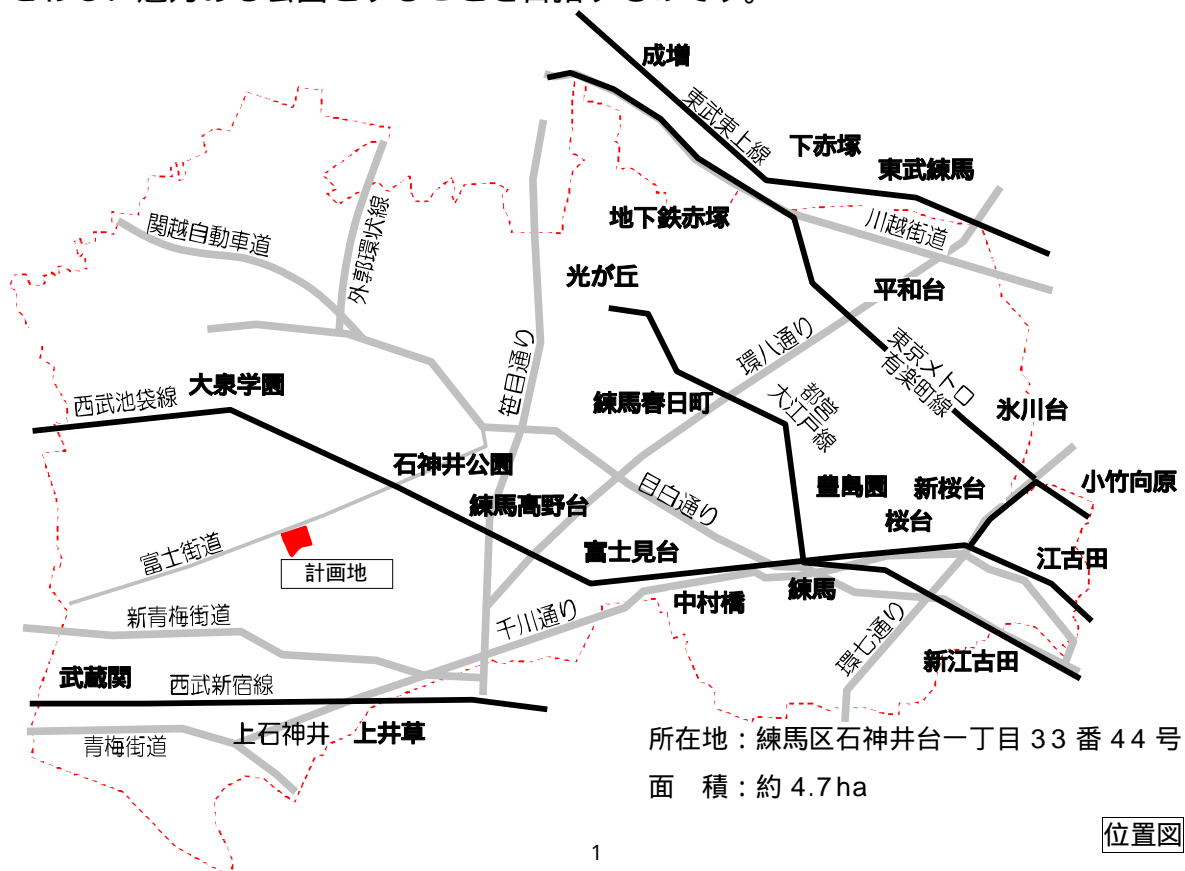 成増
東武東上線
下赤塚
東武練馬
地下鉄赤塚
川越街道
関越自動車道
外郭環状線
光が丘
平和台
笹目通り
環八通り
東京メトロ
有楽町線
大泉学園
西武池袋線
練馬春日町
都営
大江戸線
氷川台
石神井公園
練馬高野台
目白通り
豊島園
新桜台
小竹向原
桜台
富士街道
計画地
富士見台
江古田
中村橋
練馬
新青梅街道
千川通り
環七通り
新江古田
武蔵関
西武新宿線
上石神井
上井草
青梅街道
所在地：練馬区石神井台一丁目33番44号
面　積：約 4.7ha
位置図
1